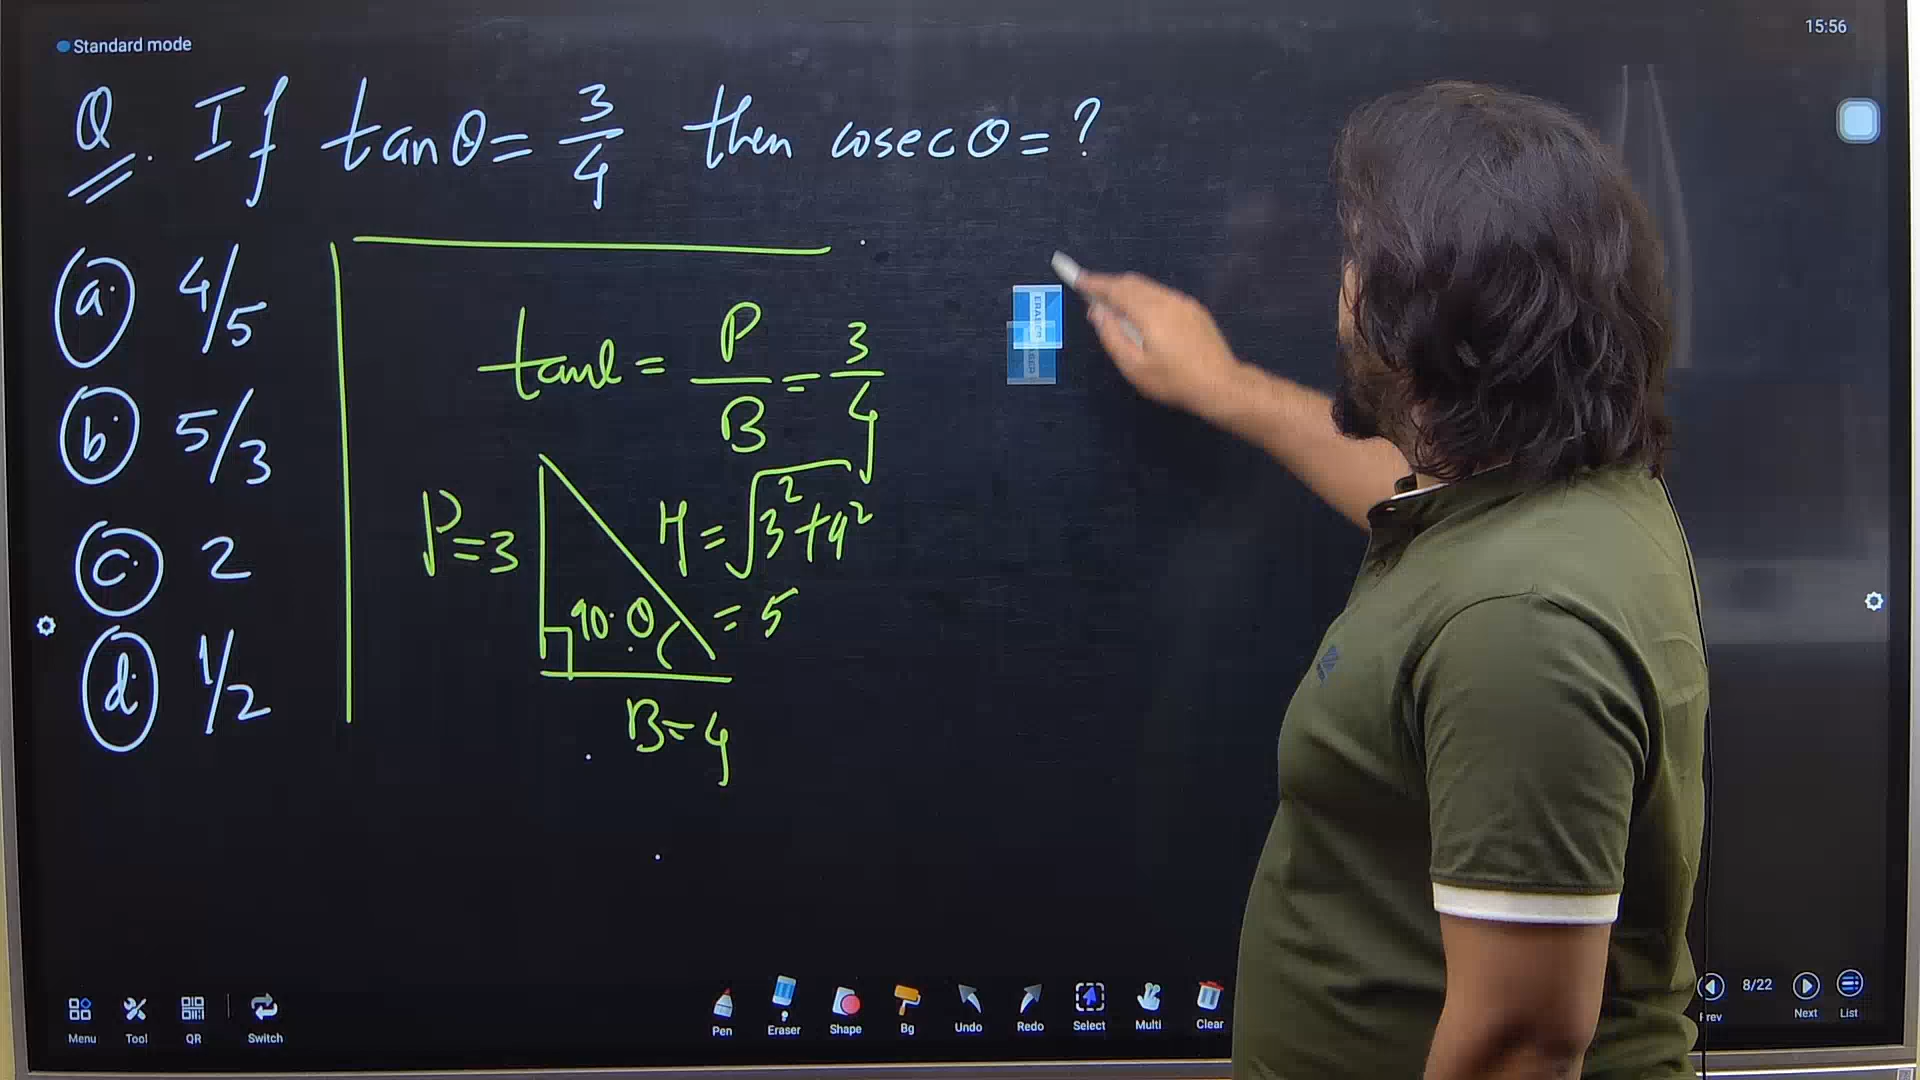 Standard mode
15:56
Q. If tanθ = 3/4 then cosecθ = ?
(a) 4/5
(b) 5/3
(c) 2
(d) 1/2
tanθ = P/B = 3/4
P=3
H = √3²+4²
= 5
90° θ
B=4
ERASER
Menu
Tool
QR
Switch
Pen
Eraser
Shape
Bg
Undo
Redo
Select
Multi
Clear
Prev
8/22
Next
List